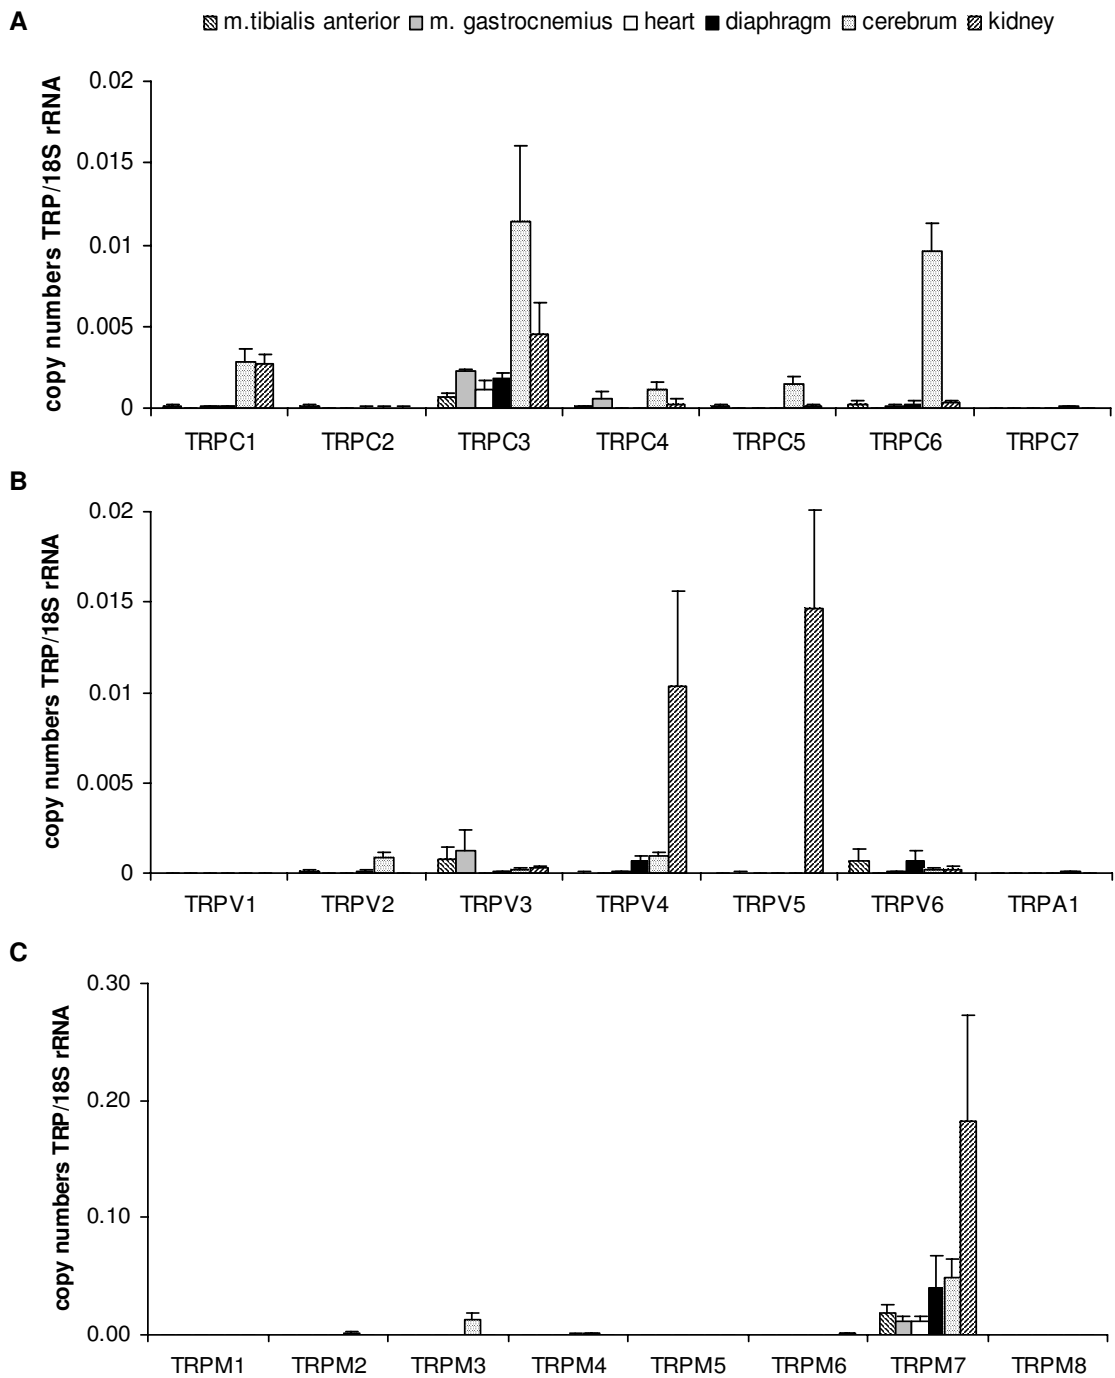 A
m.tibialis anterior m. gastrocnemius heart diaphragm cerebrum kidney
copy numbers TRP/18S rRNA
0.02
0.015
0.01
0.005
0
TRPC1 TRPC2 TRPC3 TRPC4 TRPC5 TRPC6 TRPC7
B
copy numbers TRP/18S rRNA
0.02
0.015
0.01
0.005
0
TRPV1 TRPV2 TRPV3 TRPV4 TRPV5 TRPV6 TRPA1
C
copy numbers TRP/18S rRNA
0.30
0.20
0.10
0.00
TRPM1 TRPM2 TRPM3 TRPM4 TRPM5 TRPM6 TRPM7 TRPM8